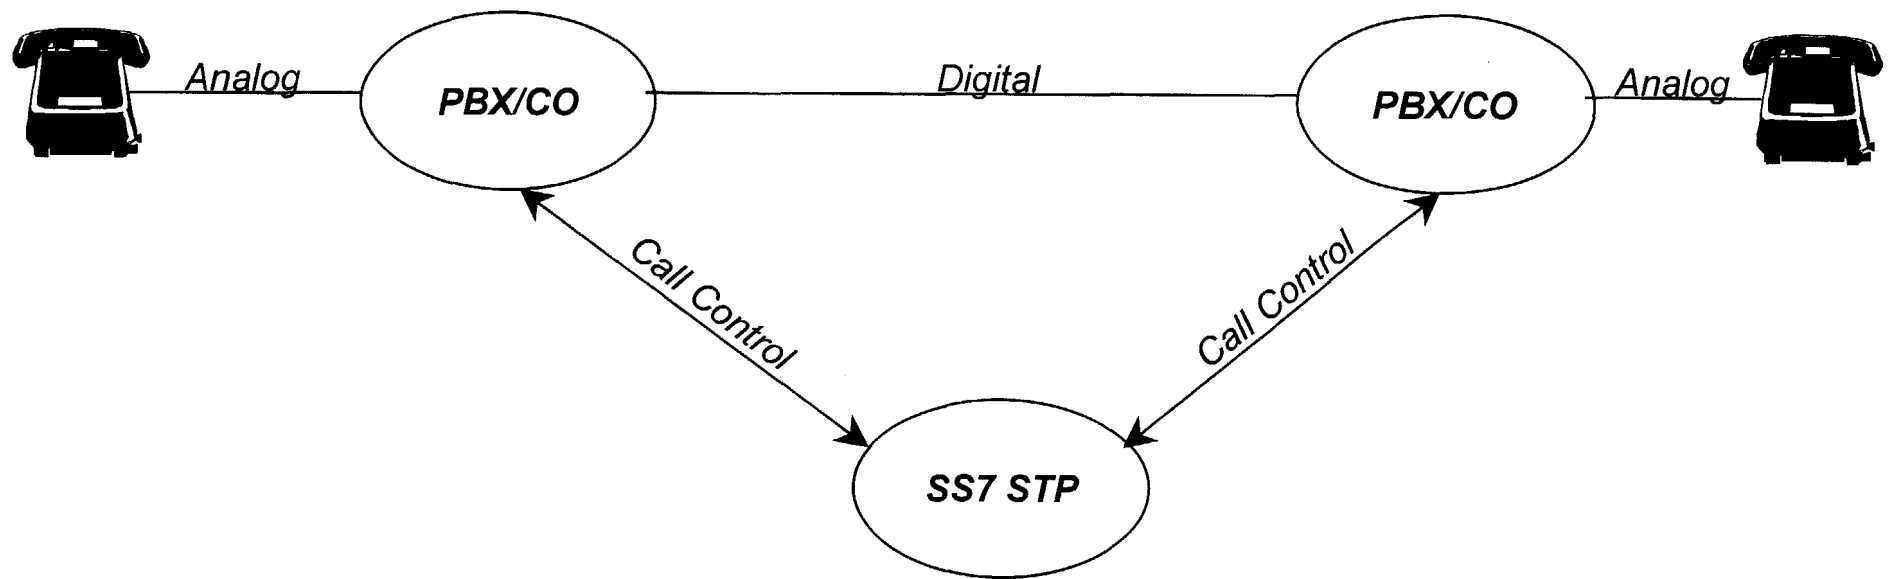 Analog
PBX/CO
Digital
PBX/CO
Analog
Call Control
Call Control
SS7 STP